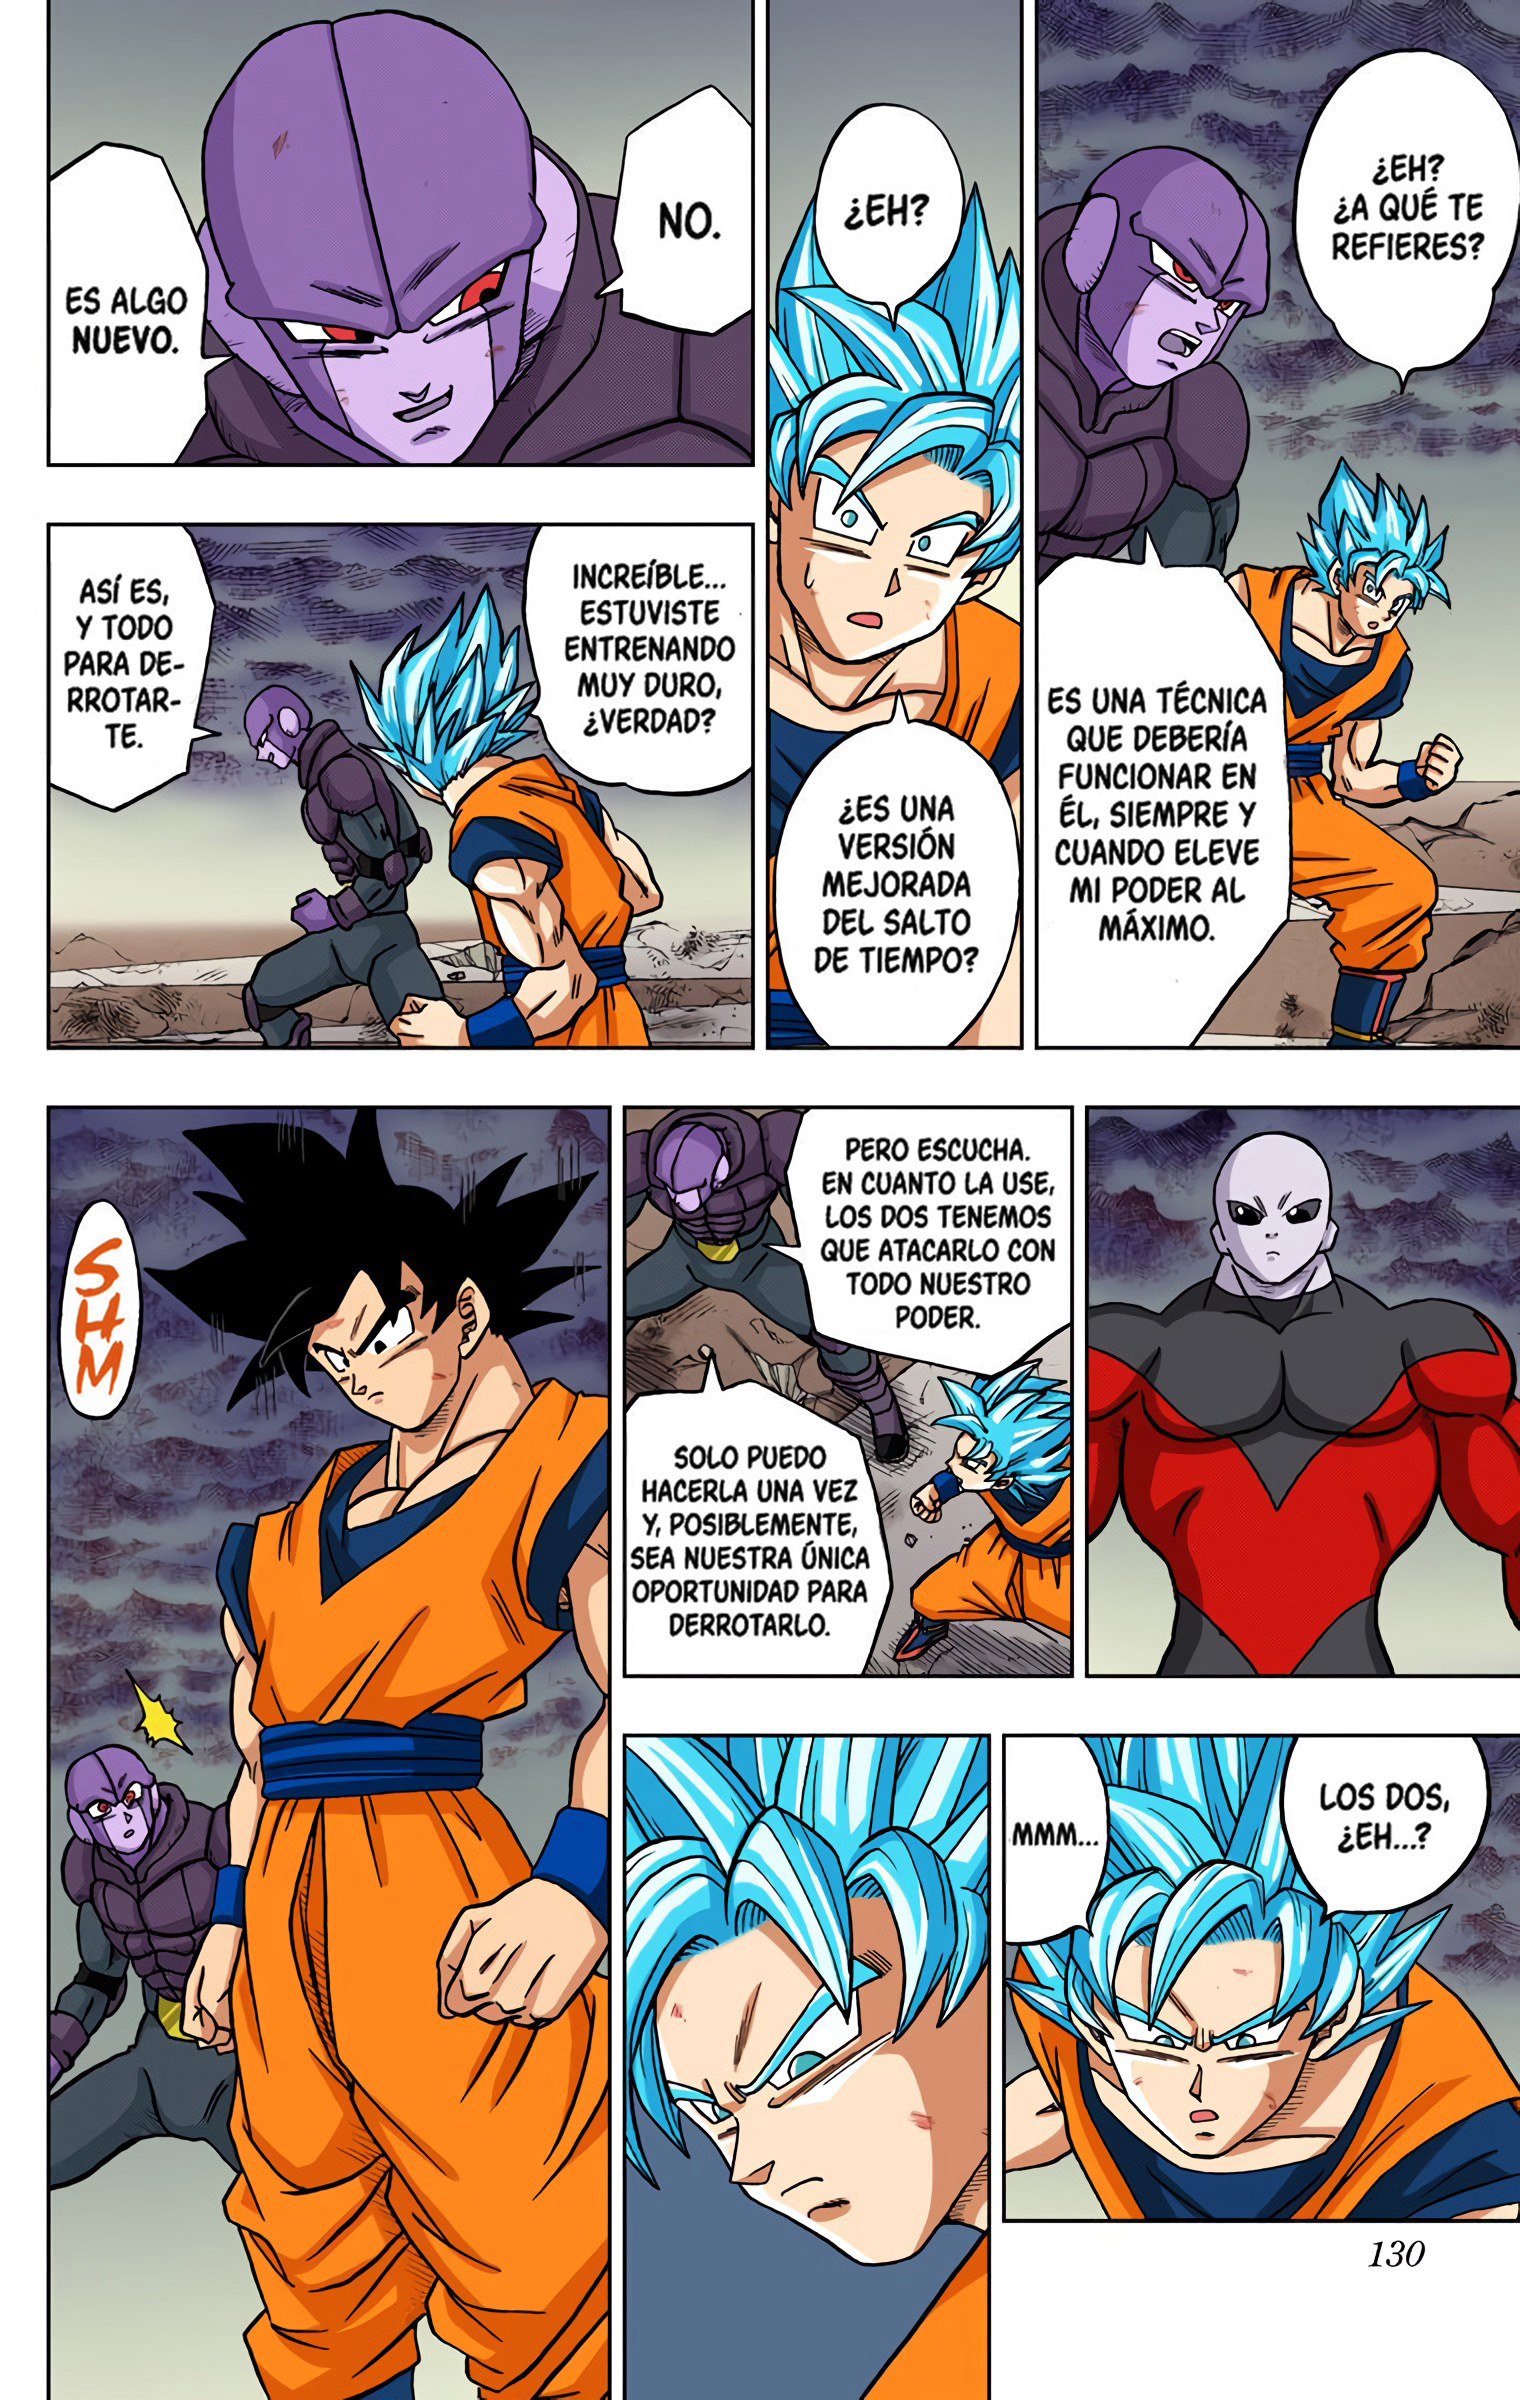 ¿EH?
¿A QUÉ TE
REFIERES?
ES UNA TÉCNICA
QUE DEBERÍA
FUNCIONAR EN
ÉL, SIEMPRE Y
CUANDO ELEVE
MI PODER AL
MÁXIMO.
¿EH?
¿ES UNA
VERSIÓN
MEJORADA
DEL SALTO
DE TIEMPO?
NO.
ES ALGO
NUEVO.
INCREÍBLE...
ESTUVISTE
ENTRENANDO
MUY DURO,
¿VERDAD?
ASÍ ES,
Y TODO
PARA DE-
RROTAR-
TE.
PERO ESCUCHA.
EN CUANTO LA USE,
LOS DOS TENEMOS
QUE ATACARLO CON
TODO NUESTRO
PODER.
SOLO PUEDO
HACERLA UNA VEZ
Y, POSIBLEMENTE,
SEA NUESTRA ÚNICA
OPORTUNIDAD PARA
DERROTARLO.
LOS DOS,
¿EH...?
MMM...
SHM
130